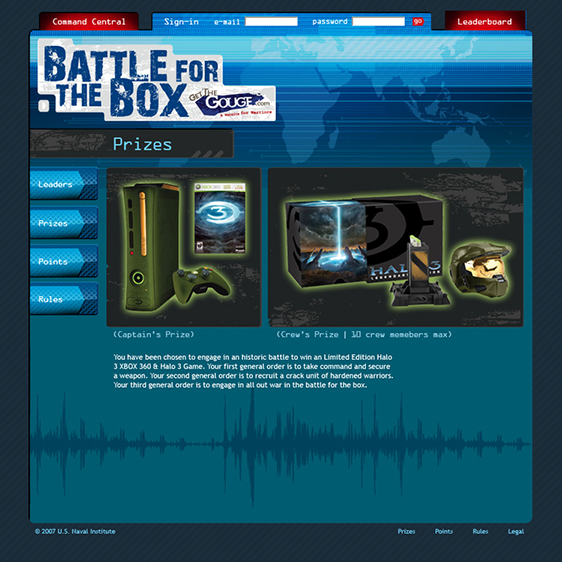 Command Central
Sign-in
e-mail
password
go
Leaderboard
BATTLE FOR
THE BOX
GET THE
GOUGE.com
Prizes
Leaders
Prizes
Points
Rules
XBOX 360
3
HALO 3
(Captain's Prize)
(Crew's Prize | 10 crew memebers max)
You have been chosen to engage in an historic battle to win an Limited Edition Halo
3 XBOX 360 & Halo 3 Game. Your first general order is to take command and secure
a weapon. Your second general order is to recruit a crack unit of hardened warriors.
Your third general order is to engage in all out war in the battle for the box.
© 2007 U.S. Naval Institute
Prizes
Points
Rules
Legal